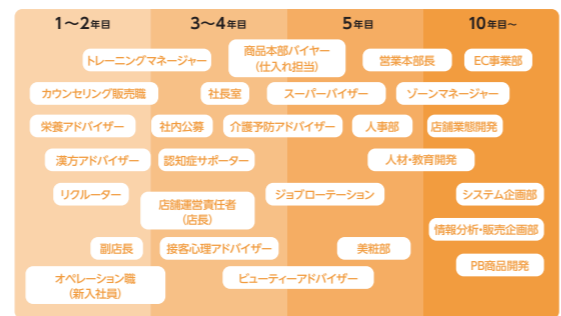 1〜2年目
3〜4年目
5年目
10年目〜
トレーニングマネージャー
商品本部バイヤー
(仕入れ担当)
営業本部長
EC事業部
カウンセリング販売職
社長室
スーパーバイザー
ゾーンマネージャー
栄養アドバイザー
社内公募
介護予防アドバイザー
人事部
店舗業態開発
漢方アドバイザー
認知症サポーター
人材・教育開発
リクルーター
店舗運営責任者
(店長)
ジョブローテーション
システム企画部
情報分析・販売企画部
副店長
接客心理アドバイザー
美粧部
PB商品開発
オペレーション職
(新入社員)
ビューティーアドバイザー